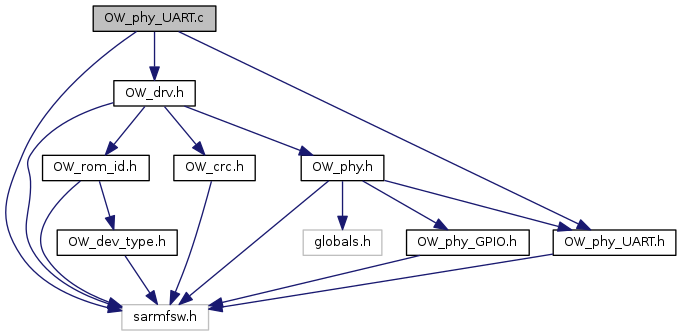 OW_phy_UART.c
OW_drv.h
OW_rom_id.h
OW_crc.h
OW_phy.h
OW_dev_type.h
globals.h
OW_phy_GPIO.h
OW_phy_UART.h
sarmfsw.h